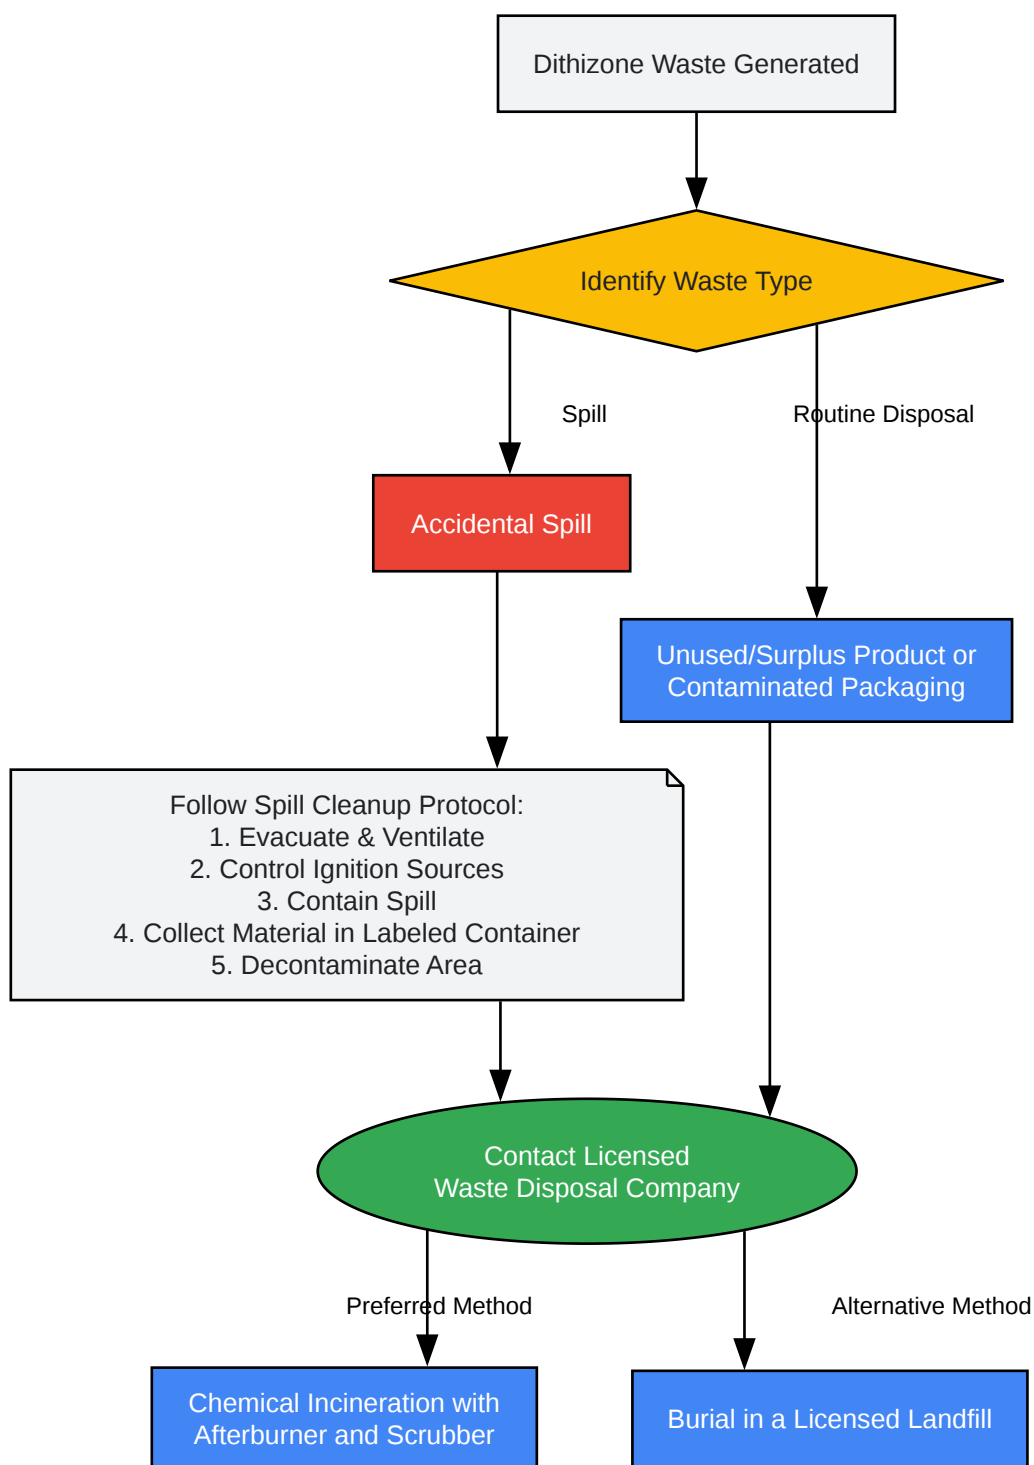 Dithizone Waste Generated
Identify Waste Type
Spill
Routine Disposal
Accidental Spill
Unused/Surplus Product or
Contaminated Packaging
Follow Spill Cleanup Protocol:
1. Evacuate & Ventilate
2. Control Ignition Sources
3. Contain Spill
4. Collect Material in Labeled Container
5. Decontaminate Area
Contact Licensed
Waste Disposal Company
Preferred Method
Alternative Method
Chemical Incineration with
Afterburner and Scrubber
Burial in a Licensed Landfill